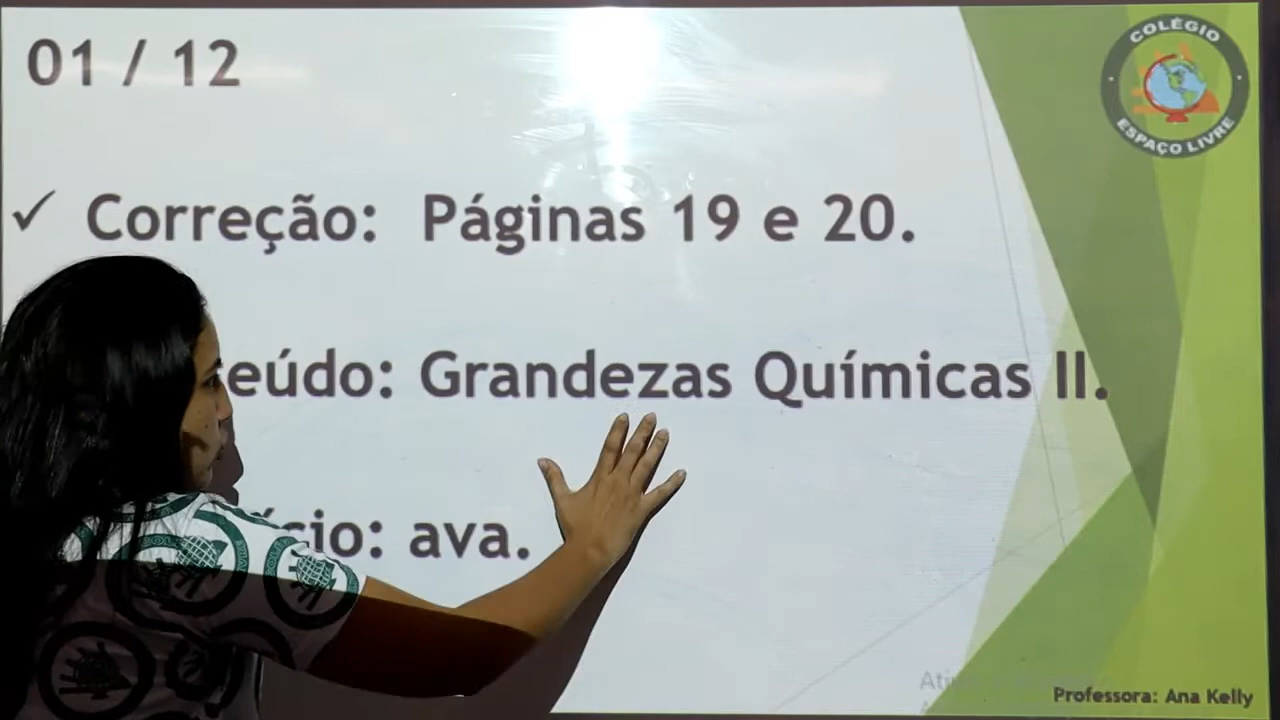 01 / 12
COLÉGIO
ESPAÇO LIVRE
✓ Correção: Páginas 19 e 20.
eúdo: Grandezas Químicas II.
cio: ava.
Professora: Ana Kelly